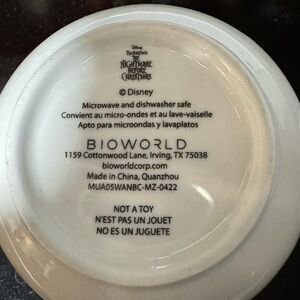 Disney
Tim Burton's
THE
NIGHTMARE
BEFORE
CHRISTMAS
© Disney
Microwave and dishwasher safe
Convient au micro-ondes et au lave-vaiselle
Apto para microondas y lavaplatos
BIOWORLD
1159 Cottonwood Lane, Irving, TX 75038
bioworldcorp.com
Made in China, Quanzhou
MUA05WANBC-MZ-0422
NOT A TOY
N'EST PAS UN JOUET
NO ES UN JUGUETE